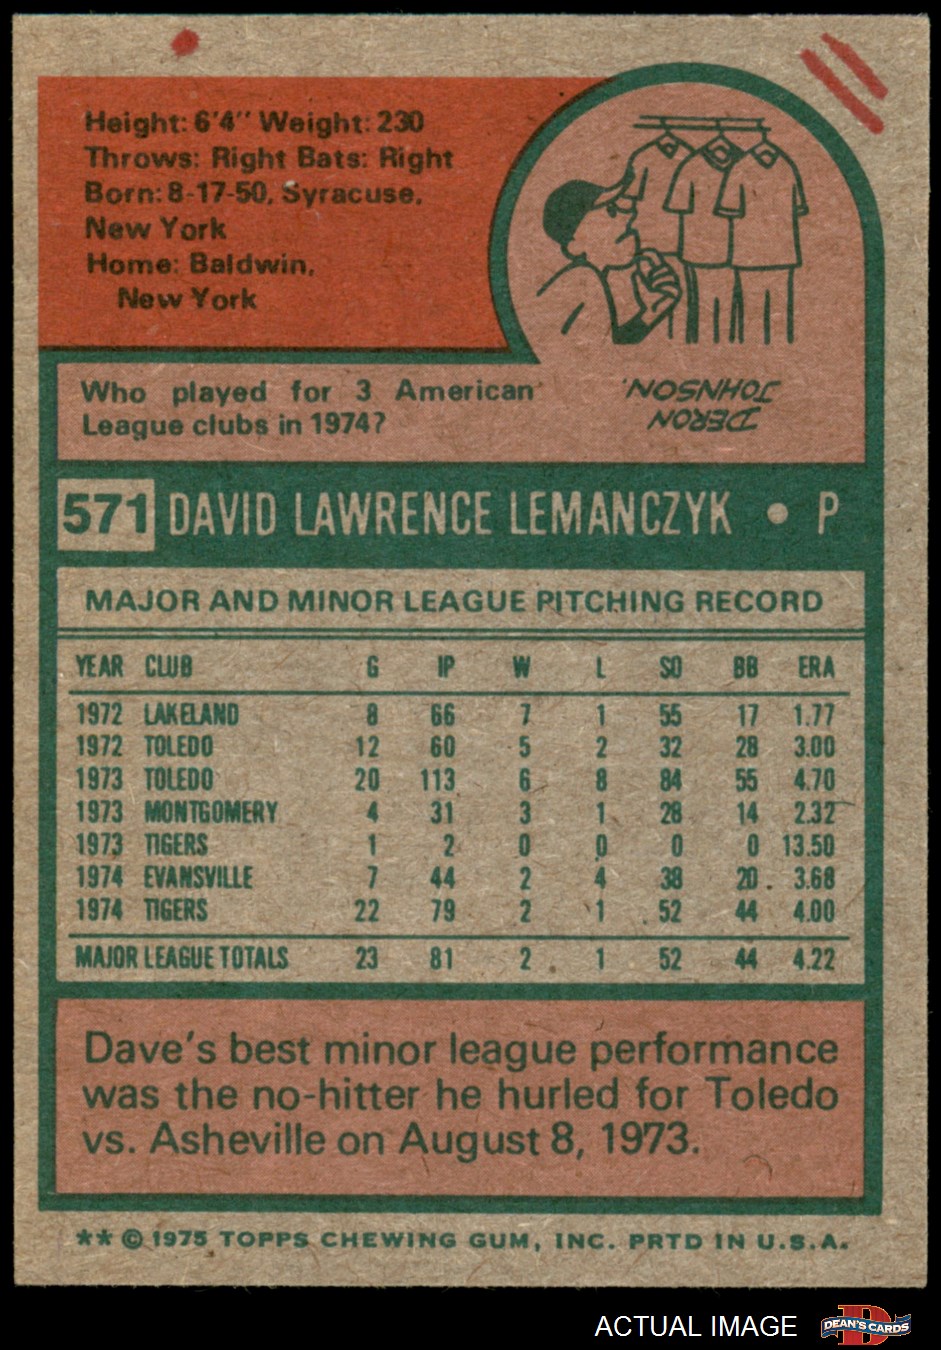 Height: 6'4" Weight: 230
Throws: Right Bats: Right
Born: 8-17-50, Syracuse,
New York
Home: Baldwin,
New York
Who played for 3 American
League clubs in 1974?
DERON
JOHNSON.
571 DAVID LAWRENCE LEMANCZYK • P
MAJOR AND MINOR LEAGUE PITCHING RECORD
YEAR CLUB G IP W L SO BB ERA
1972 LAKELAND 8 66 7 1 55 17 1.77
1972 TOLEDO 12 60 5 2 32 28 3.00
1973 TOLEDO 20 113 6 8 84 55 4.70
1973 MONTGOMERY 4 31 3 1 28 14 2.32
1973 TIGERS 1 2 0 0 0 0 13.50
1974 EVANSVILLE 7 44 2 4 38 20 3.68
1974 TIGERS 22 79 2 1 52 44 4.00
MAJOR LEAGUE TOTALS 23 81 2 1 52 44 4.22
Dave's best minor league performance
was the no-hitter he hurled for Toledo
vs. Asheville on August 8, 1973.
** © 1975 TOPPS CHEWING GUM, INC. PRTD IN U.S.A.
ACTUAL IMAGE
D
DEAN'S CARDS